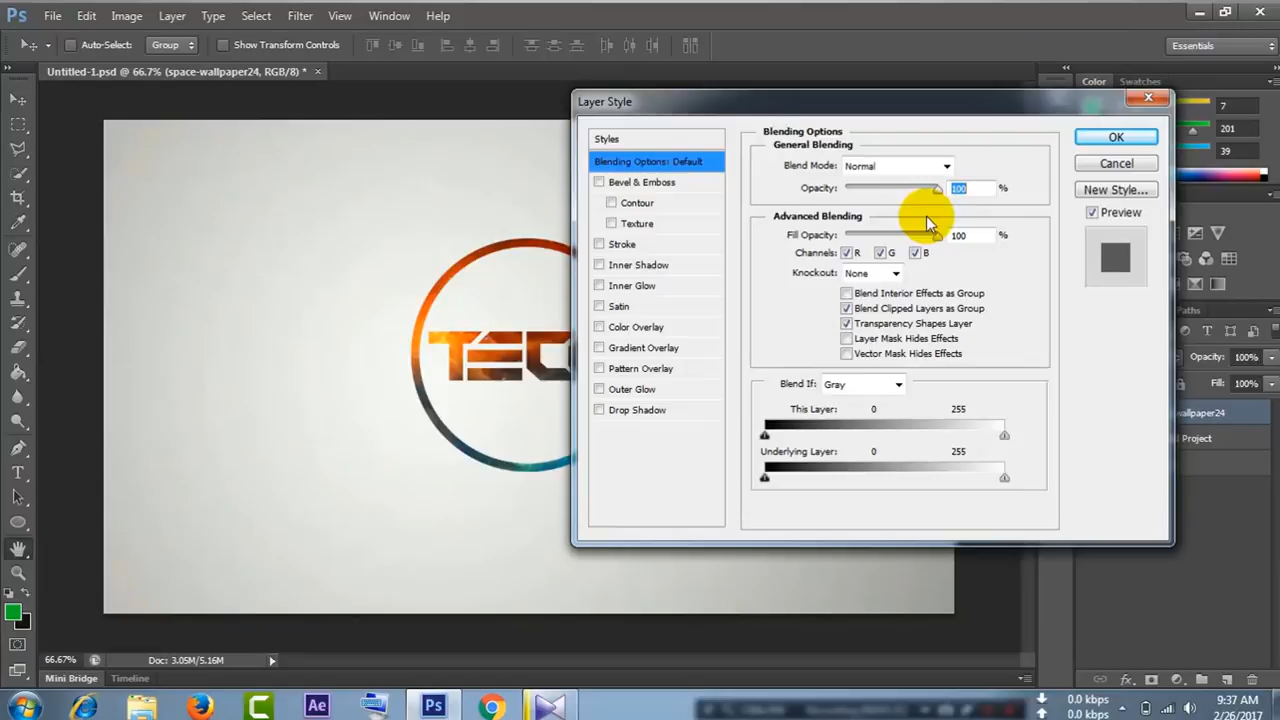 Ps File Edit Image Layer Type Select Filter View Window Help
Auto-Select: Group Show Transform Controls Essentials
Untitled-1.psd @ 66.7% (space-wallpaper24, RGB/8) * ×
Color Swatches
7
201
39
Paths
Opacity: 100%
Fill: 100%
wallpaper24
Project
TEC
Layer Style
Styles
Blending Options: Default
Bevel & Emboss
Contour
Texture
Stroke
Inner Shadow
Inner Glow
Satin
Color Overlay
Gradient Overlay
Pattern Overlay
Outer Glow
Drop Shadow
Blending Options
General Blending
Blend Mode: Normal
Opacity: 100 %
Advanced Blending
Fill Opacity: 100 %
Channels: R G B
Knockout: None
Blend Interior Effects as Group
Blend Clipped Layers as Group
Transparency Shapes Layer
Layer Mask Hides Effects
Vector Mask Hides Effects
Blend If: Gray
This Layer: 0 255
Underlying Layer: 0 255
OK
Cancel
New Style...
Preview
66.67% Doc: 3.05M/5.16M
Mini Bridge Timeline
Ae Ps
0.0 kbps
0.0 kbps
9:37 AM
2/26/2017